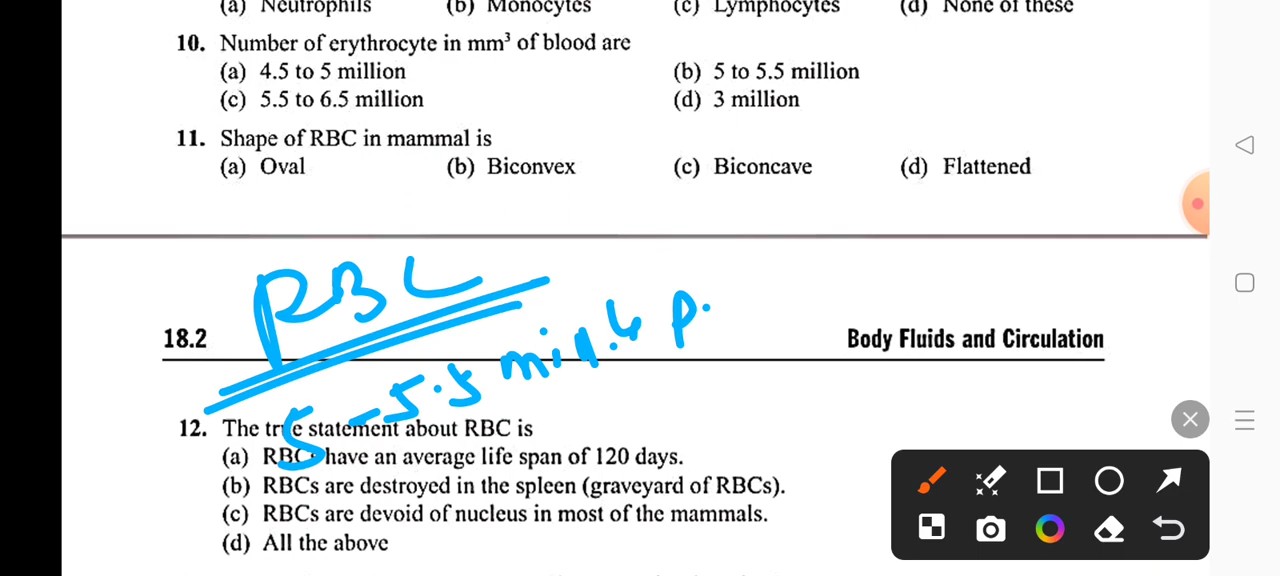 (a) Neutrophils (b) Monocytes (c) Lymphocytes (d) None of these
10. Number of erythrocyte in mm³ of blood are
(a) 4.5 to 5 million (b) 5 to 5.5 million
(c) 5.5 to 6.5 million (d) 3 million
11. Shape of RBC in mammal is
(a) Oval (b) Biconvex (c) Biconcave (d) Flattened
RBC
18.2 Body Fluids and Circulation
5-5.5
12. The true statement about RBC is
(a) RBCs have an average life span of 120 days.
(b) RBCs are destroyed in the spleen (graveyard of RBCs).
(c) RBCs are devoid of nucleus in most of the mammals.
(d) All the above